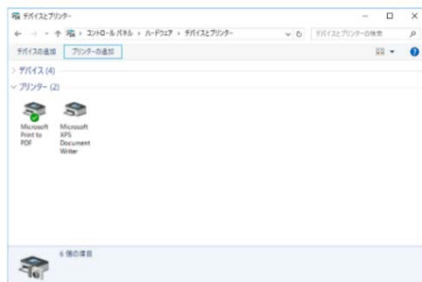 デバイスとプリンター
コントロール パネル › ハードウェア › デバイスとプリンター
デバイスとプリンターの検索
デバイスの追加 プリンターの追加
デバイス (4)
プリンター (2)
Microsoft Print to PDF
Microsoft XPS Document Writer
6 個の項目